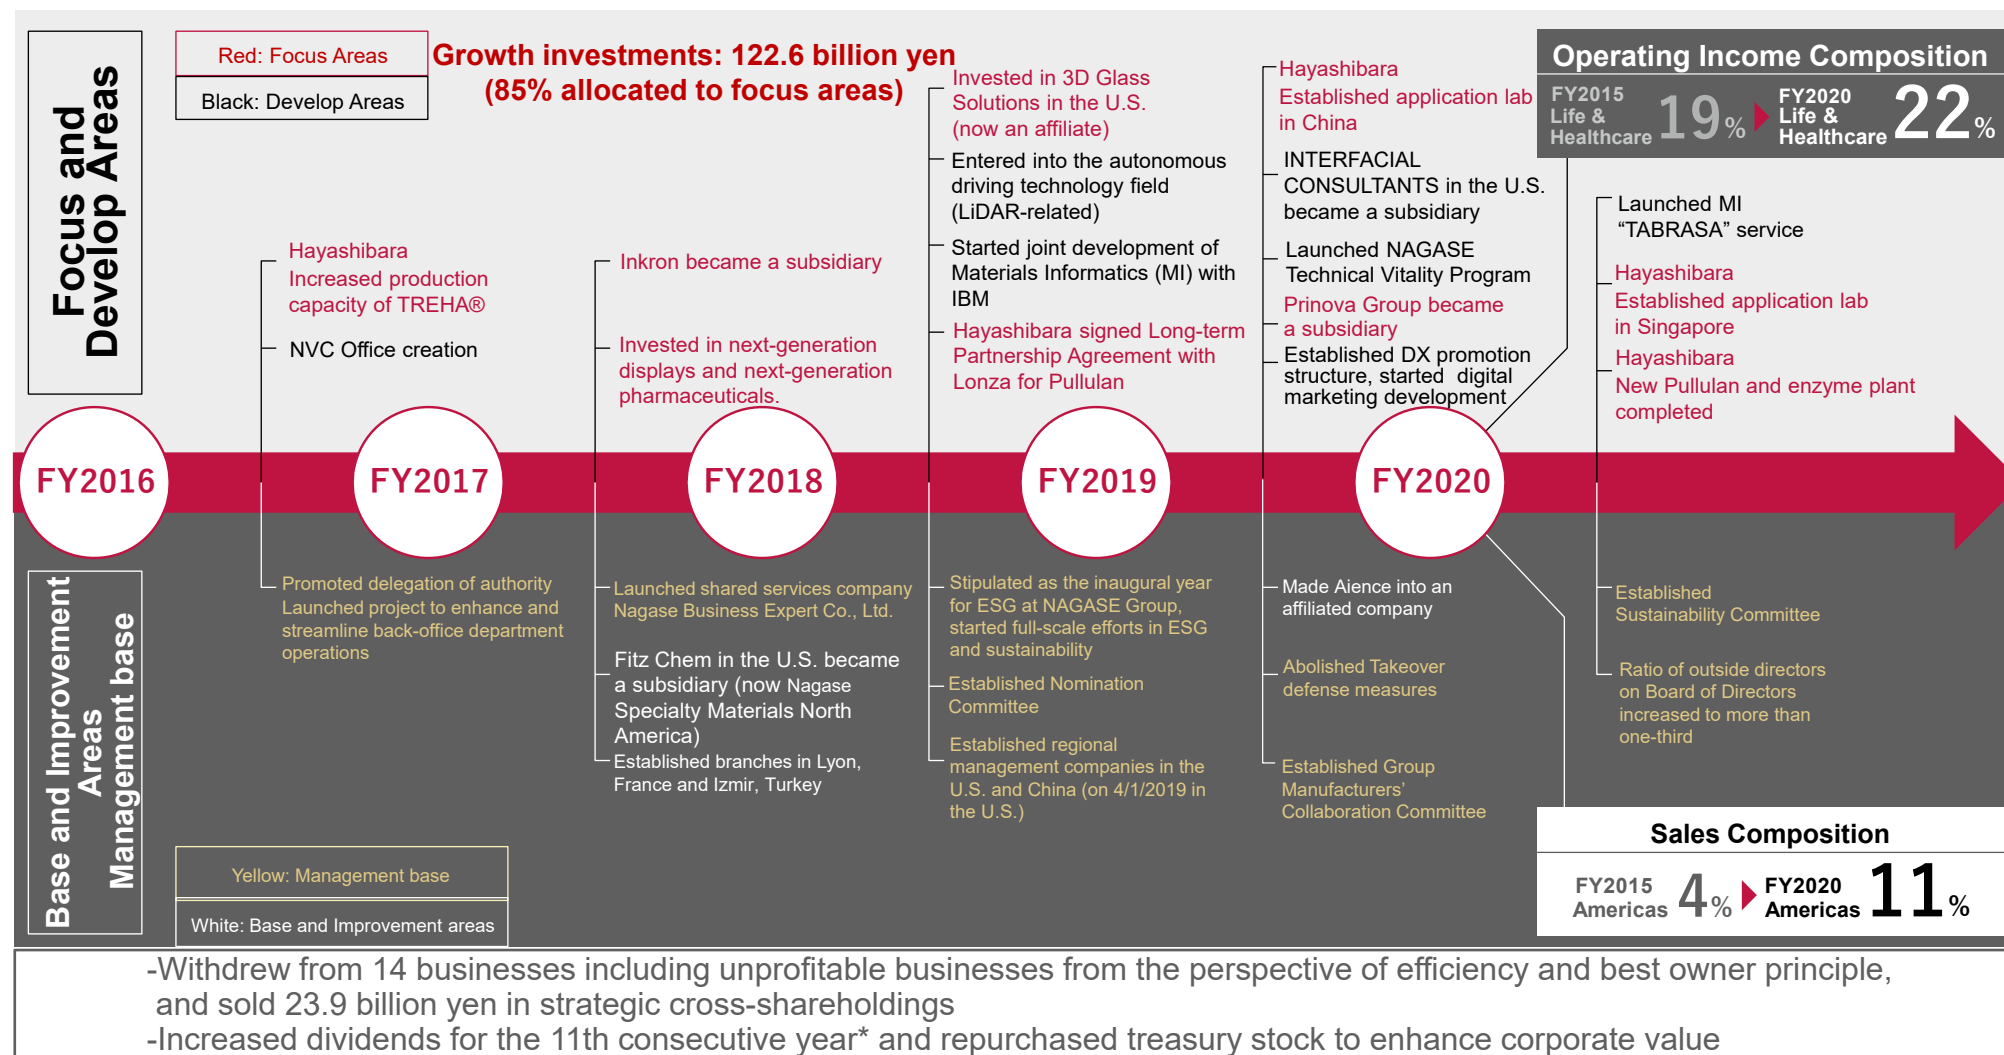 Focus and
Develop Areas
Red: Focus Areas
Black: Develop Areas
Growth investments: 122.6 billion yen
(85% allocated to focus areas)
Hayashibara
Increased production
capacity of TREHA®
NVC Office creation
Inkron became a subsidiary
Invested in next-generation
displays and next-generation
pharmaceuticals.
Invested in 3D Glass
Solutions in the U.S.
(now an affiliate)
Entered into the autonomous
driving technology field
(LiDAR-related)
Started joint development of
Materials Informatics (MI) with
IBM
Hayashibara signed Long-term
Partnership Agreement with
Lonza for Pullulan
Hayashibara
Established application lab
in China
INTERFACIAL
CONSULTANTS in the U.S.
became a subsidiary
Launched NAGASE
Technical Vitality Program
Prinova Group became
a subsidiary
Established DX promotion
structure, started digital
marketing development
Operating Income Composition
FY2015
Life &
Healthcare 19%
FY2020
Life &
Healthcare 22%
Launched MI
“TABRASA” service
Hayashibara
Established application lab
in Singapore
Hayashibara
New Pullulan and enzyme plant
completed
FY2016
FY2017
FY2018
FY2019
FY2020
Base and Improvement
Areas
Management base
Promoted delegation of authority
Launched project to enhance and
streamline back-office department
operations
Launched shared services company
Nagase Business Expert Co., Ltd.
Fitz Chem in the U.S. became
a subsidiary (now Nagase
Specialty Materials North
America)
Established branches in Lyon,
France and Izmir, Turkey
Stipulated as the inaugural year
for ESG at NAGASE Group,
started full-scale efforts in ESG
and sustainability
Established Nomination
Committee
Established regional
management companies in the
U.S. and China (on 4/1/2019 in
the U.S.)
Made Aience into an
affiliated company
Abolished Takeover
defense measures
Established Group
Manufacturers’
Collaboration Committee
Established
Sustainability Committee
Ratio of outside directors
on Board of Directors
increased to more than
one-third
Yellow: Management base
White: Base and Improvement areas
Sales Composition
FY2015
Americas 4%
FY2020
Americas 11%
-Withdrew from 14 businesses including unprofitable businesses from the perspective of efficiency and best owner principle,
and sold 23.9 billion yen in strategic cross-shareholdings
-Increased dividends for the 11th consecutive year* and repurchased treasury stock to enhance corporate value